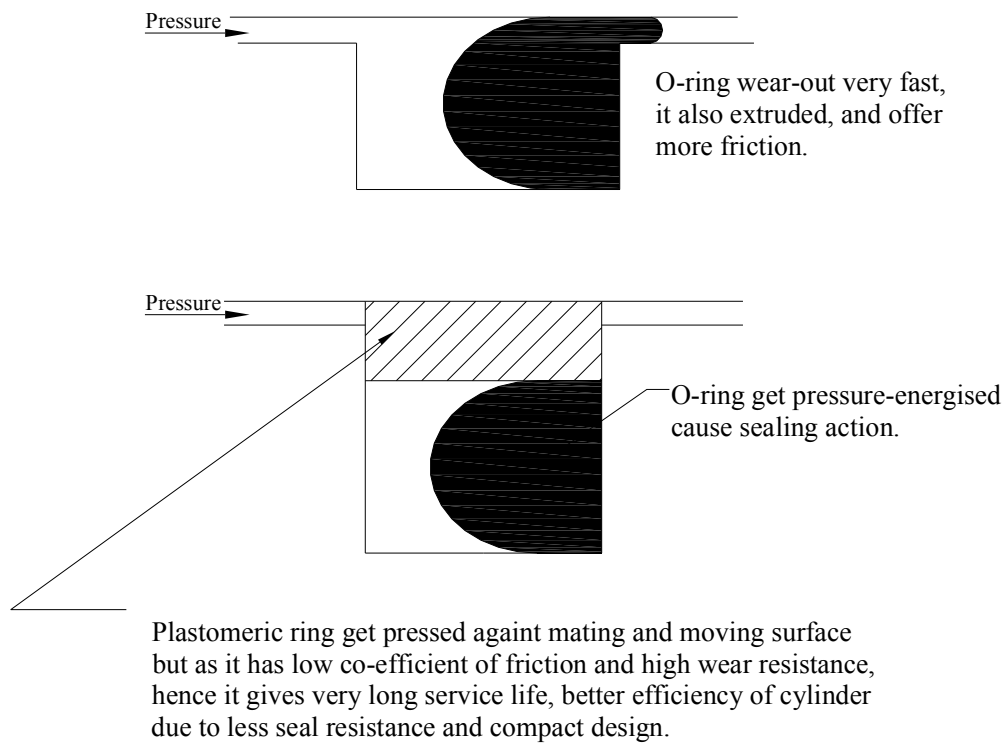 Pressure
O-ring wear-out very fast,
it also extruded, and offer
more friction.
Pressure
O-ring get pressure-energised
cause sealing action.
Plastomeric ring get pressed againt mating and moving surface
but as it has low co-efficient of friction and high wear resistance,
hence it gives very long service life, better efficiency of cylinder
due to less seal resistance and compact design.